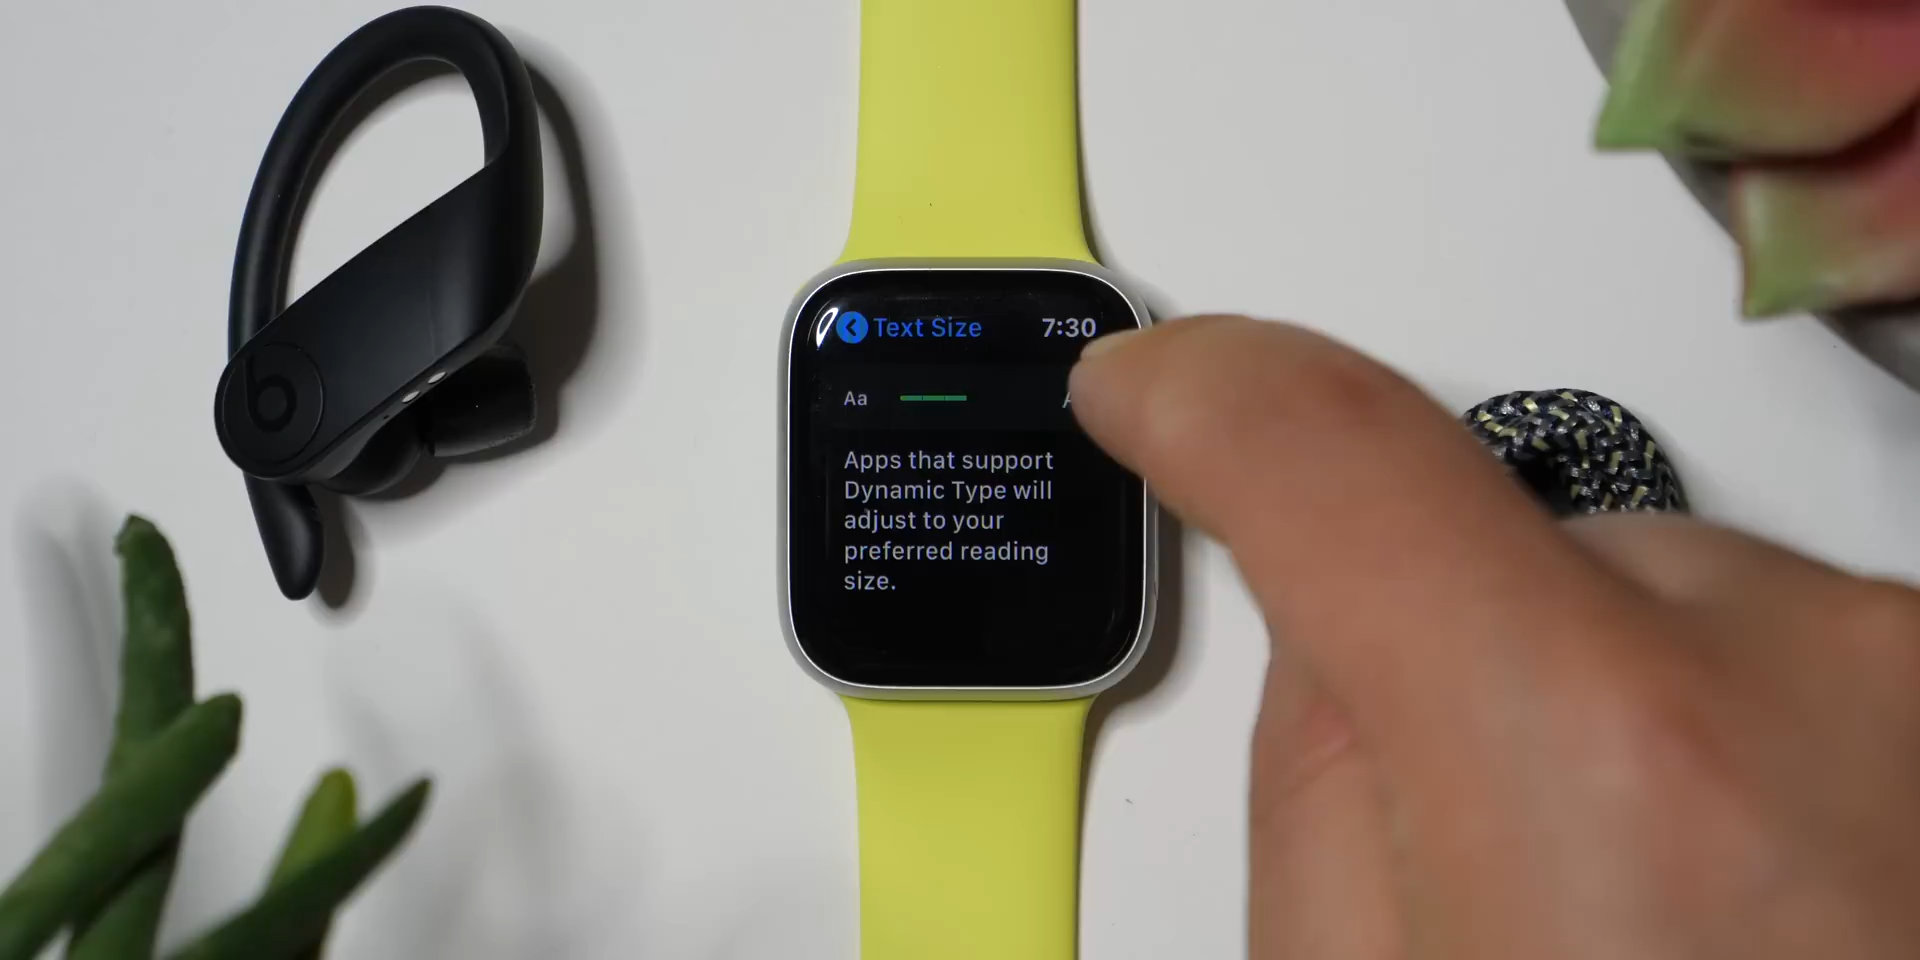 Text Size 7:30
Aa
Apps that support
Dynamic Type will
adjust to your
preferred reading
size.